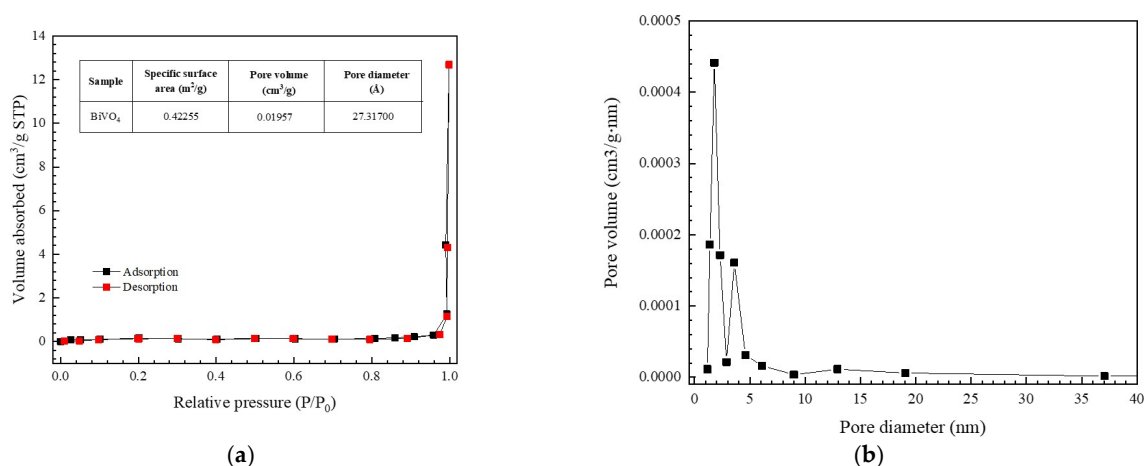 14
12
10
8
6
4
2
0
Volume absorbed (cm³/g STP)
Sample
Specific surface area (m²/g)
Pore volume (cm³/g)
Pore diameter (Å)
BiVO₄
0.42255
0.01957
27.31700
Adsorption
Desorption
0.0 0.2 0.4 0.6 0.8 1.0
Relative pressure (P/P₀)
(a)
0.0005
0.0004
0.0003
0.0002
0.0001
0.0000
Pore volume (cm3/g·nm)
0 5 10 15 20 25 30 35 40
Pore diameter (nm)
(b)